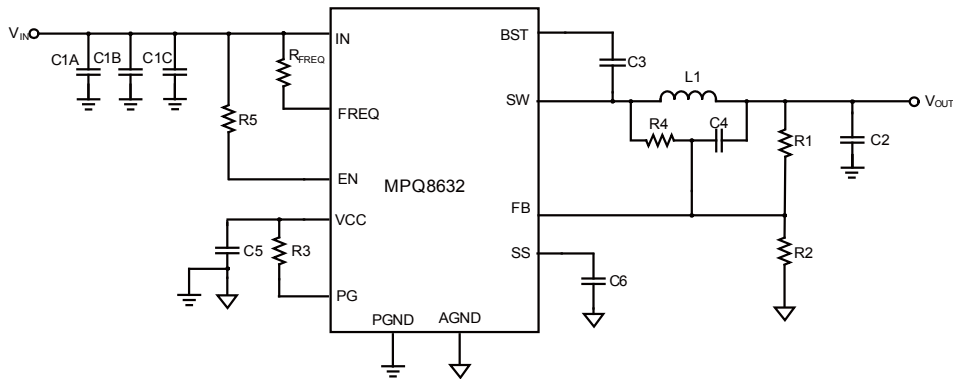 VIN
C1A
C1B
C1C
R5
RFREQ
IN
FREQ
EN
VCC
C5
R3
PG
MPQ8632
PGND
AGND
BST
SW
FB
SS
C3
L1
R4
C4
R1
C2
VOUT
R2
C6